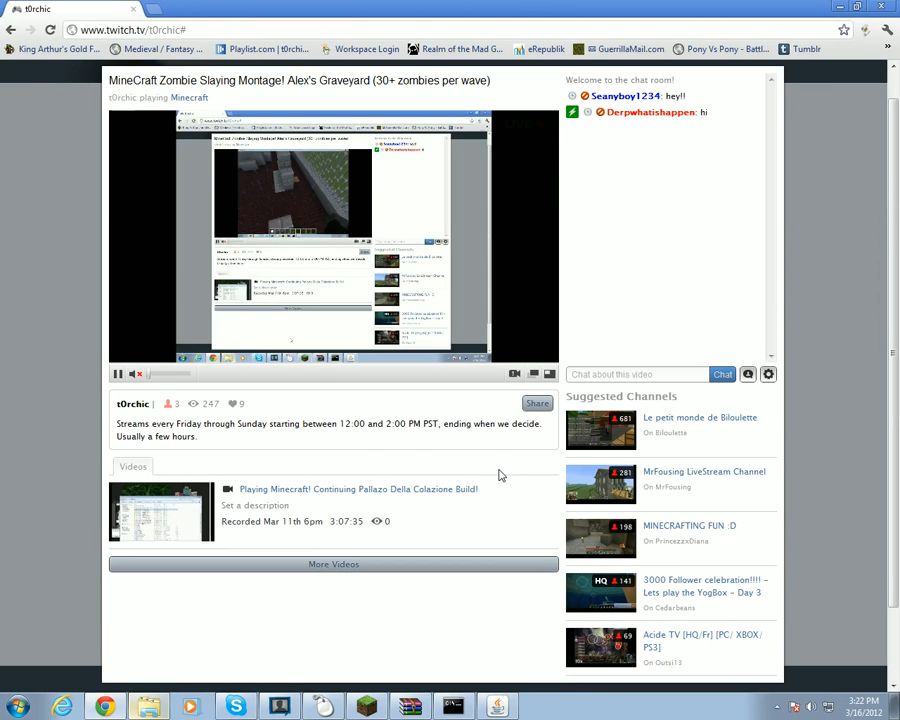 t0rchic
www.twitch.tv/t0rchic#
King Arthur's Gold F...
Medieval / Fantasy ...
Playlist.com | t0rchi...
Workspace Login
Realm of the Mad G...
eRepublik
GuerrillaMail.com
Pony Vs Pony - Battl...
Tumblr
»
MineCraft Zombie Slaying Montage! Alex's Graveyard (30+ zombies per wave)
t0rchic playing Minecraft
Welcome to the chat room!
Seanyboy1234: hey!!
Derpwhatishappen: hi
Chat about this video
Chat
t0rchic | 3 247 9
Share
Streams every Friday through Sunday starting between 12:00 and 2:00 PM PST, ending when we decide.
Usually a few hours.
Videos
Playing Minecraft! Continuing Pallazo Della Colazione Build!
Set a description
Recorded Mar 11th 6pm 3:07:35 0
More Videos
Suggested Channels
681
Le petit monde de Biloulette
On Biloulette
281
MrFousing LiveStream Channel
On MrFousing
198
MINECRAFTING FUN :D
On PrincezzxDiana
HQ 141
3000 Follower celebration!!!! -
Lets play the YogBox - Day 3
On Cedarbeans
69
Acide TV [HQ/Fr] [PC/ XBOX/
PS3]
On Outsi13
3:22 PM
3/16/2012